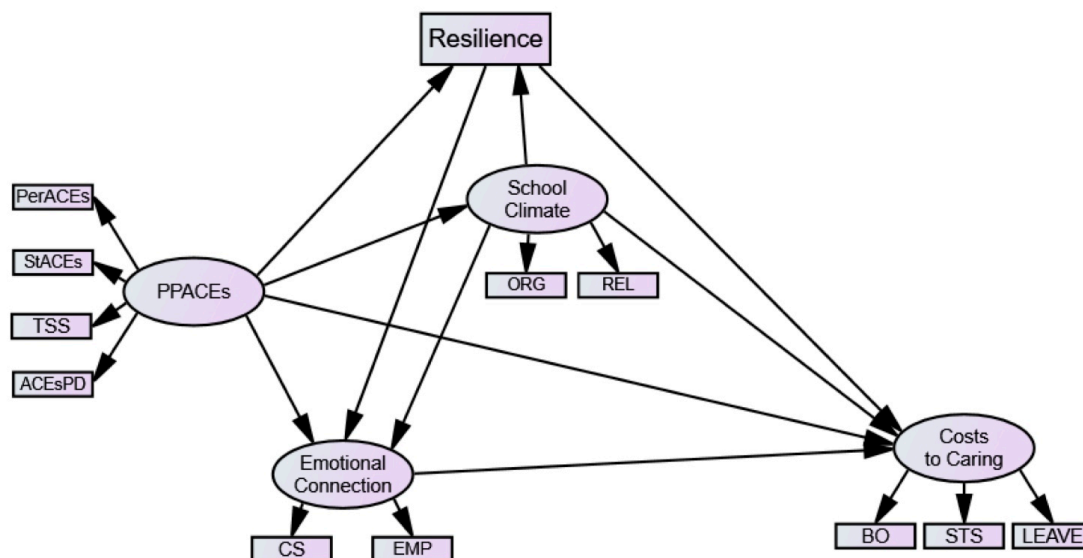 Resilience
School
Climate
PerACEs
StACEs
PPACEs
ORG
REL
TSS
ACEsPD
Emotional
Connection
Costs
to Caring
CS
EMP
BO
STS
LEAVE